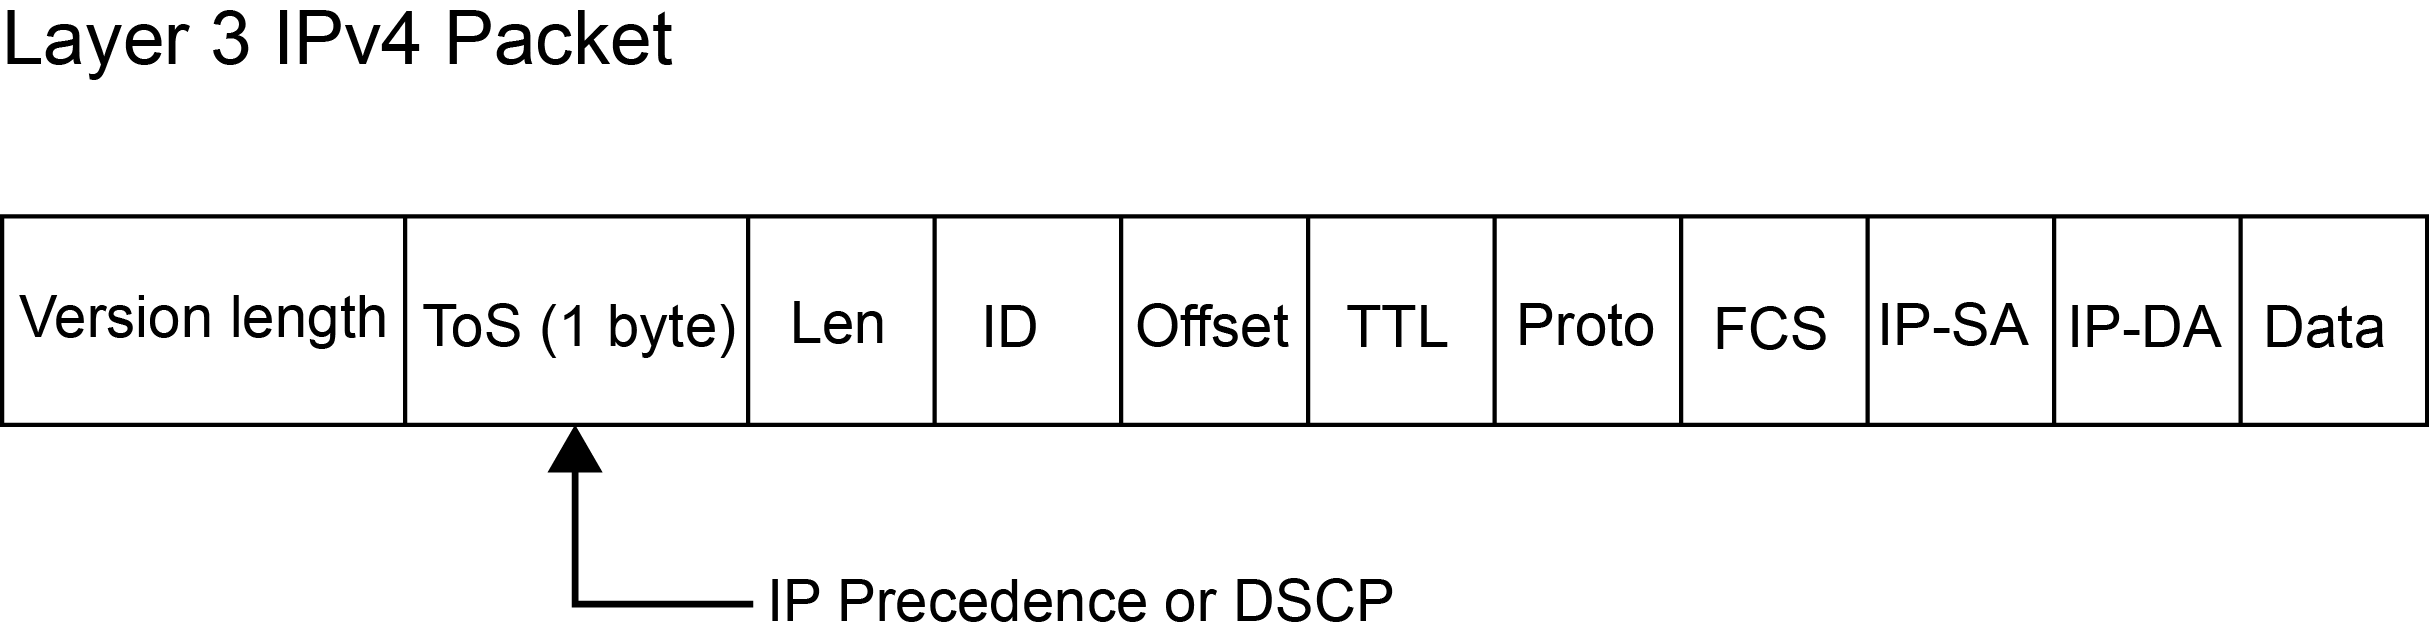 Layer 3 IPv4 Packet
Version length ToS (1 byte) Len ID Offset TTL Proto FCS IP-SA IP-DA Data
IP Precedence or DSCP